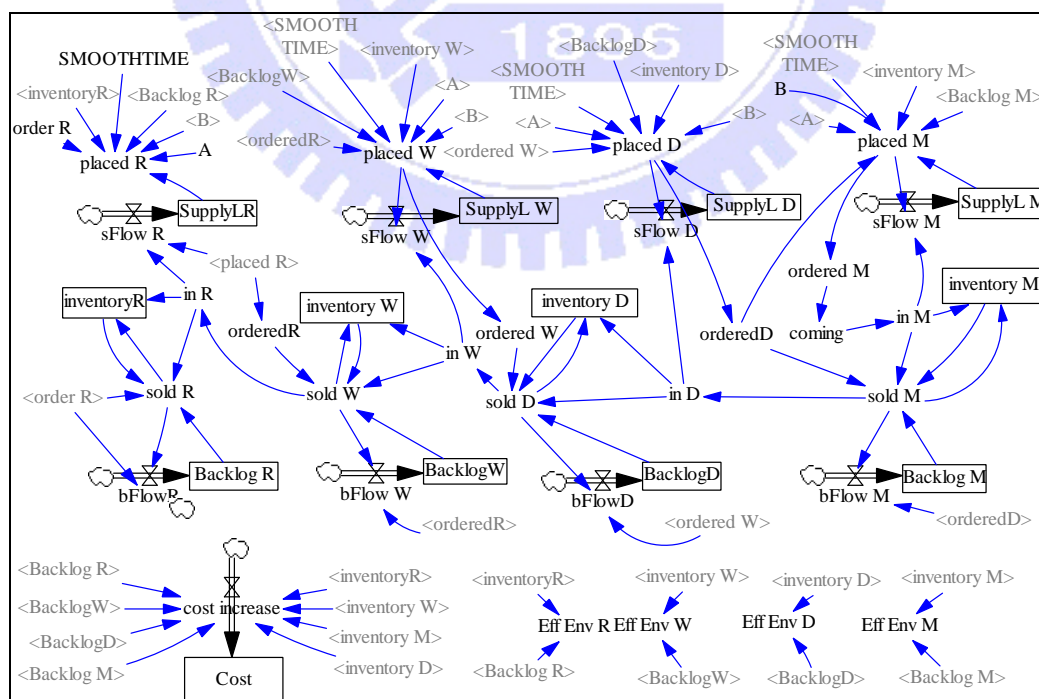 1896
<SMOOTH
TIME>
<inventory W>
SMOOTHTIME
<BacklogW>
<inventoryR>
<Backlog R>
<A>
<B>
<B>
order R
<orderedR>
placed W
placed R
A
<BacklogD>
<SMOOTH
TIME>
<inventory D>
<A>
<B>
<ordered W>
placed D
<SMOOTH
TIME>
B
<inventory M>
<Backlog M>
<A>
placed M
SupplyLR
SupplyL W
SupplyL D
SupplyL M
sFlow R
sFlow W
sFlow D
sFlow M
<placed R>
ordered M
inventoryR
in R
inventory W
inventory D
inventory M
orderedR
ordered W
orderedD
coming
in M
in W
sold R
sold W
sold D
in D
sold M
<order R>
Backlog R
BacklogW
BacklogD
Backlog M
bFlowR
bFlow W
bFlowD
bFlow M
<orderedR>
<ordered W>
<orderedD>
<Backlog R>
<BacklogW>
<BacklogD>
<Backlog M>
cost increase
<inventoryR>
<inventory W>
<inventory M>
<inventory D>
Cost
<inventoryR>
<inventory W>
<inventory D>
<inventory M>
Eff Env R
Eff Env W
Eff Env D
Eff Env M
<Backlog R>
<BacklogW>
<BacklogD>
<Backlog M>